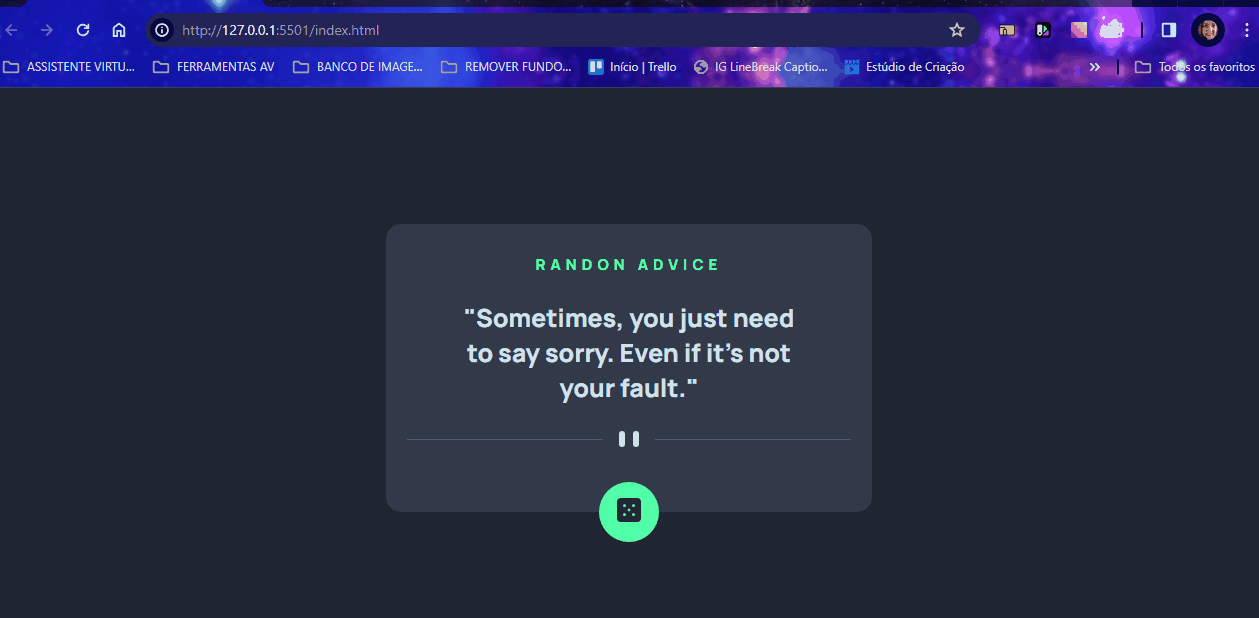 http://127.0.0.1:5501/index.html
ASSISTENTE VIRTU... FERRAMENTAS AV BANCO DE IMAGE... REMOVER FUNDO... Início | Trello IG LineBreak Captio... Estúdio de Criação » Todos os favoritos
RANDON ADVICE
"Sometimes, you just need
to say sorry. Even if it's not
your fault."